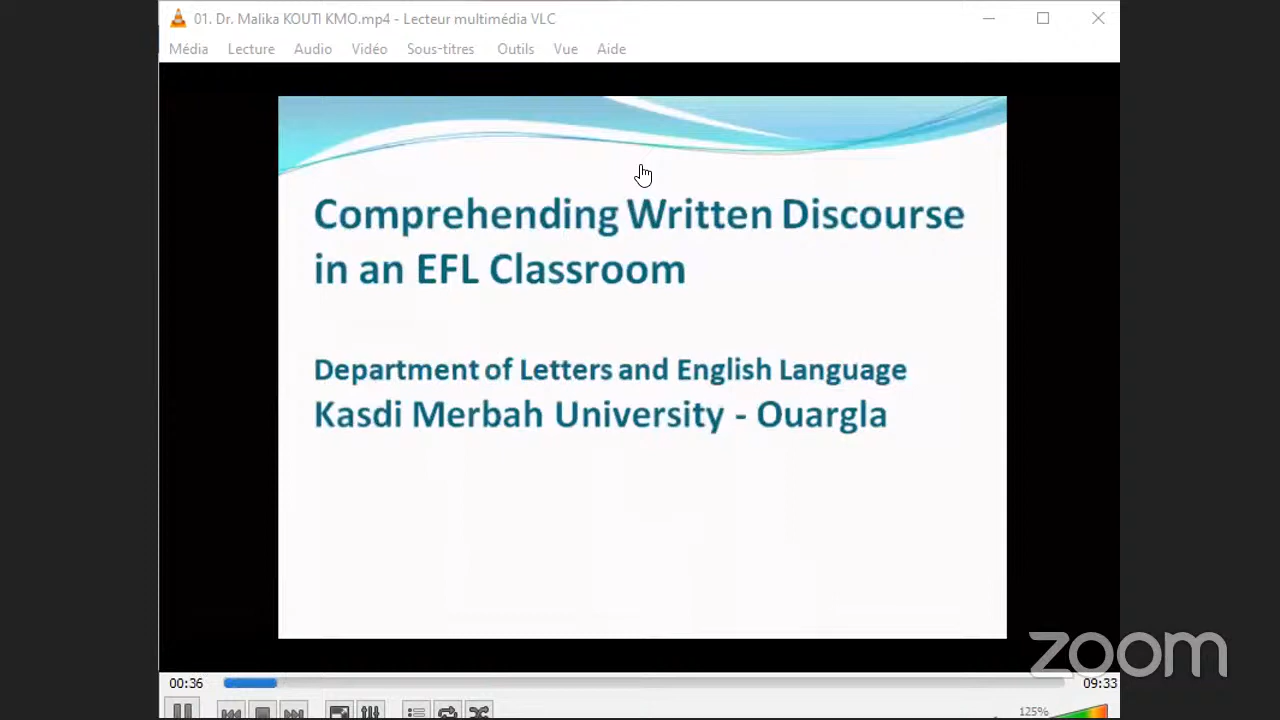 01. Dr. Malika KOUTI KMO.mp4 - Lecteur multimédia VLC
Média Lecture Audio Vidéo Sous-titres Outils Vue Aide
Comprehending Written Discourse
in an EFL Classroom
Department of Letters and English Language
Kasdi Merbah University - Ouargla
zoom
00:36 09:33
125%